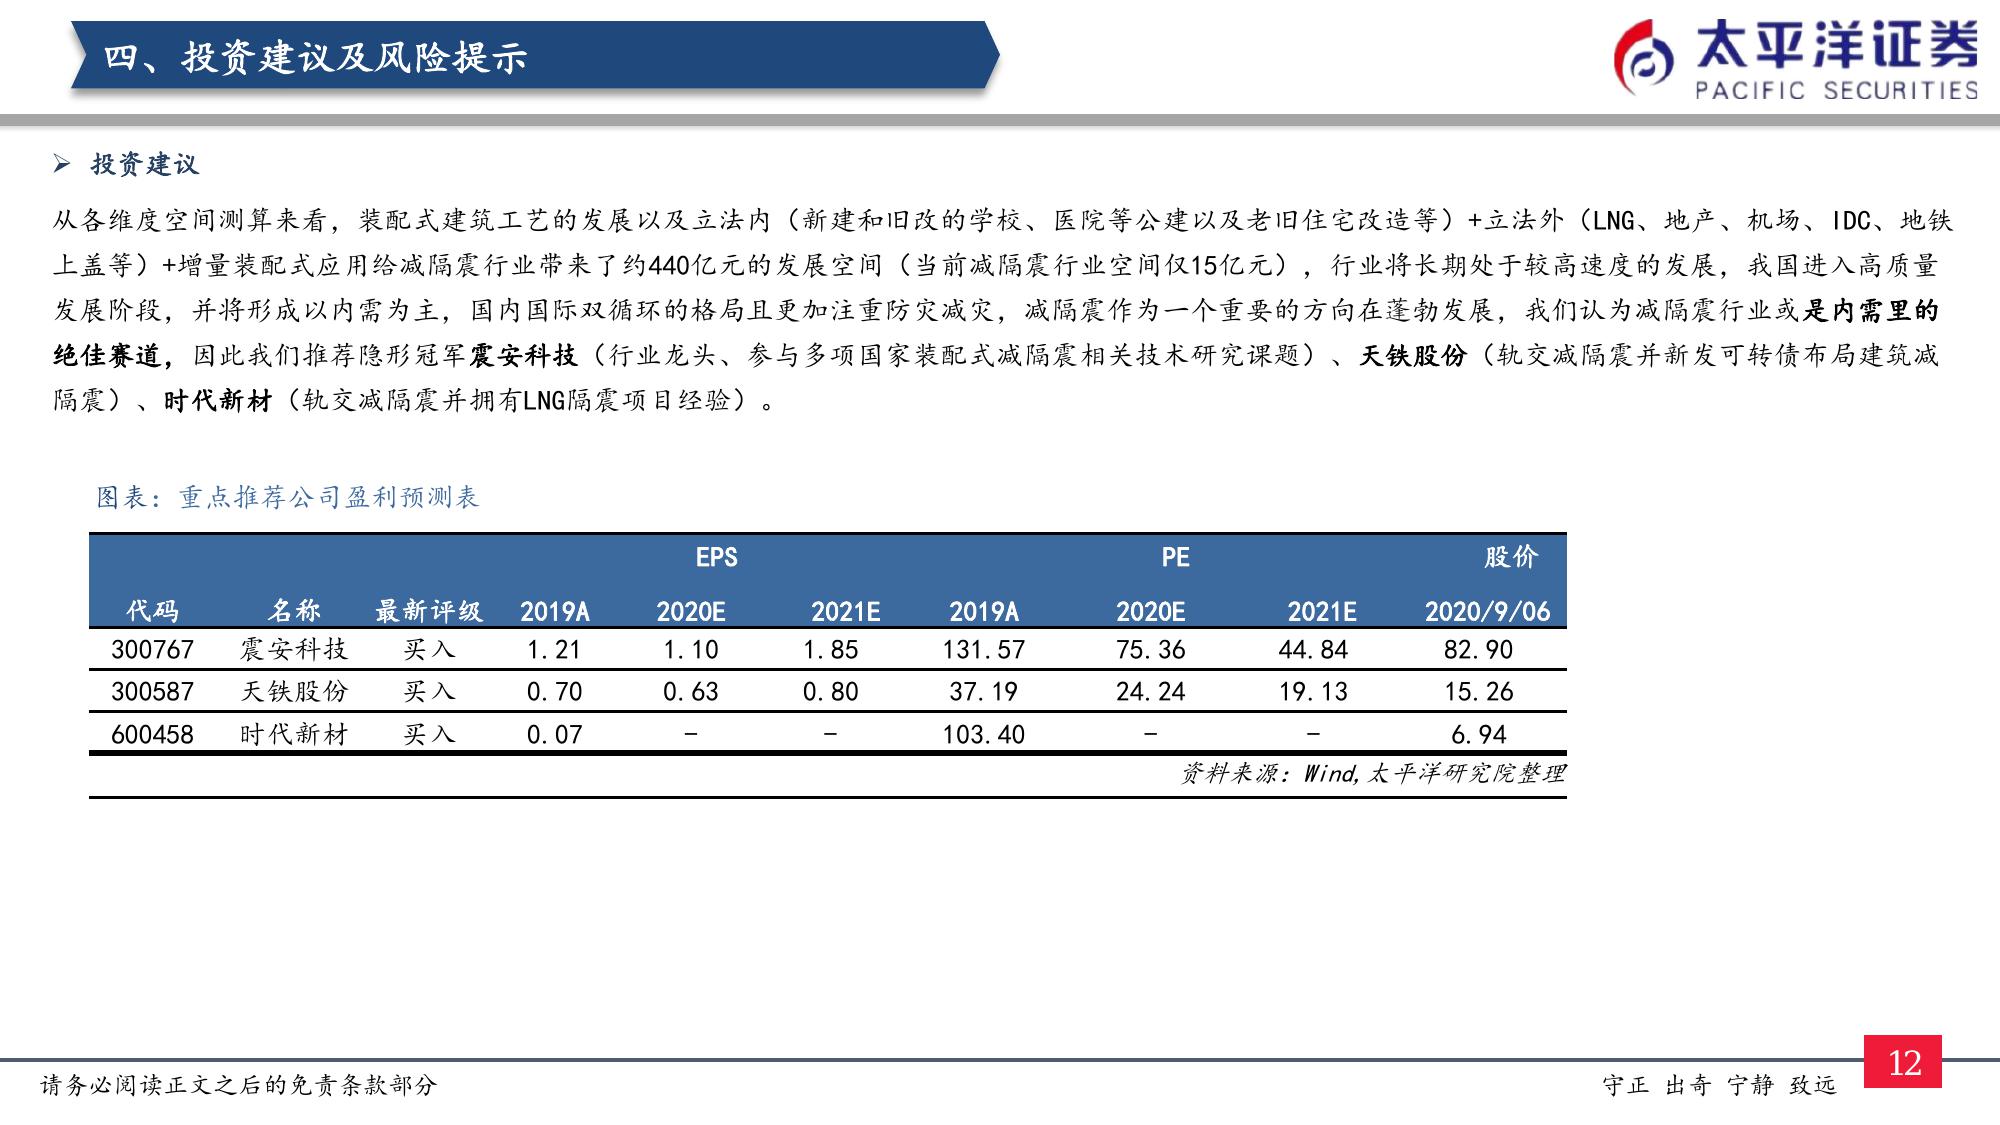 四、投资建议及风险提示
太平洋证券
PACIFIC SECURITIES
➢ 投资建议
从各维度空间测算来看，装配式建筑工艺的发展以及立法内（新建和旧改的学校、医院等公建以及老旧住宅改造等）+立法外（LNG、地产、机场、IDC、地铁
上盖等）+增量装配式应用给减隔震行业带来了约440亿元的发展空间（当前减隔震行业空间仅15亿元），行业将长期处于较高速度的发展，我国进入高质量
发展阶段，并将形成以内需为主，国内国际双循环的格局且更加注重防灾减灾，减隔震作为一个重要的方向在蓬勃发展，我们认为减隔震行业或是内需里的
绝佳赛道，因此我们推荐隐形冠军震安科技（行业龙头、参与多项国家装配式减隔震相关技术研究课题）、天铁股份（轨交减隔震并新发可转债布局建筑减
隔震）、时代新材（轨交减隔震并拥有LNG隔震项目经验）。
图表：重点推荐公司盈利预测表
EPS PE 股价
代码 名称 最新评级 2019A 2020E 2021E 2019A 2020E 2021E 2020/9/06
300767 震安科技 买入 1.21 1.10 1.85 131.57 75.36 44.84 82.90
300587 天铁股份 买入 0.70 0.63 0.80 37.19 24.24 19.13 15.26
600458 时代新材 买入 0.07 - - 103.40 - - 6.94
资料来源：Wind,太平洋研究院整理
请务必阅读正文之后的免责条款部分
守正 出奇 宁静 致远
12